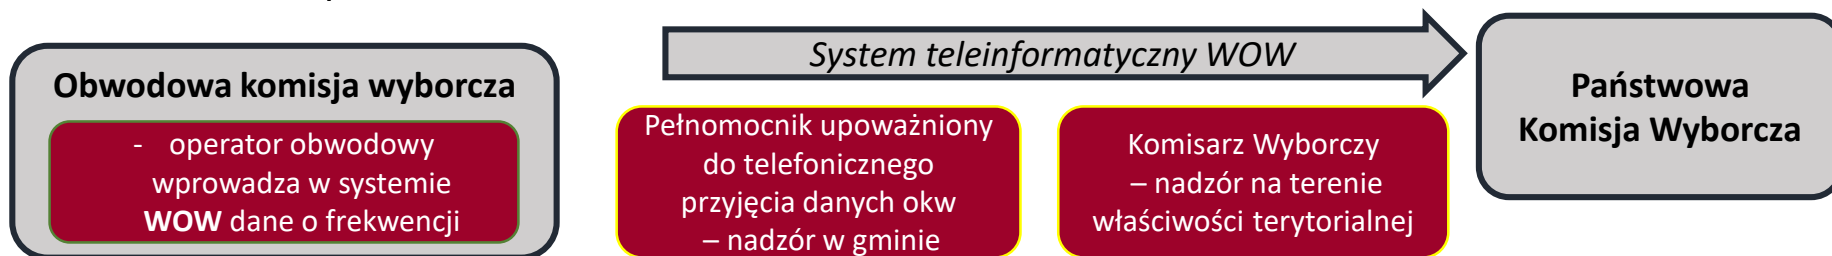 Obwodowa komisja wyborcza
- operator obwodowy
wprowadza w systemie
WOW dane o frekwencji
System teleinformatyczny WOW
Pełnomocnik upoważniony
do telefonicznego
przyjęcia danych okw
– nadzór w gminie
Komisarz Wyborczy
– nadzór na terenie
właściwości terytorialnej
Państwowa
Komisja Wyborcza